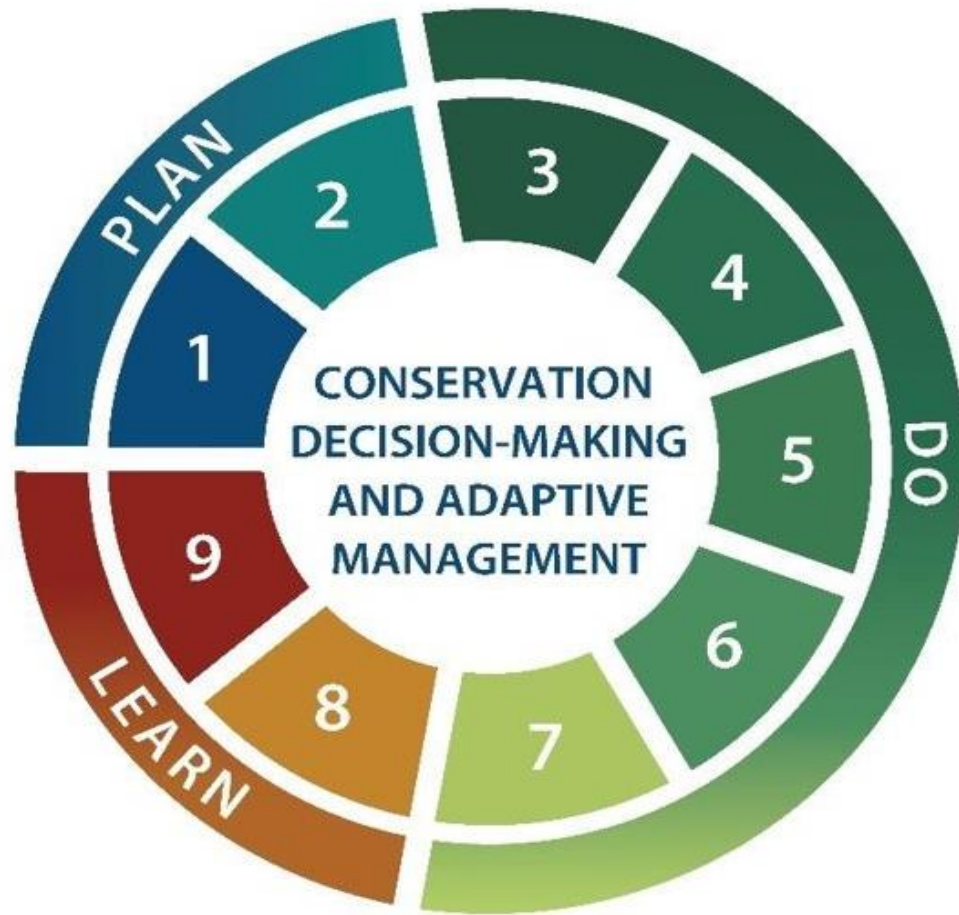 PLAN
DO
LEARN
1
2
3
4
5
6
7
8
9
CONSERVATION
DECISION-MAKING
AND ADAPTIVE
MANAGEMENT